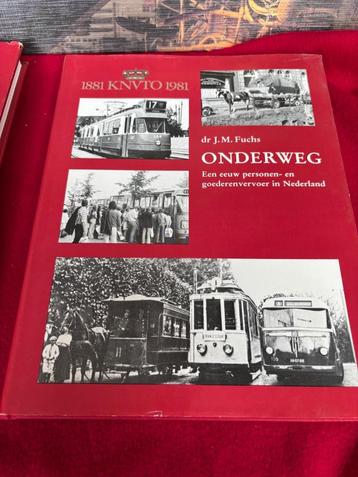 1881 KNVTO 1981
dr J. M. Fuchs
ONDERWEG
Een eeuw personen- en
goederenvervoer in Nederland